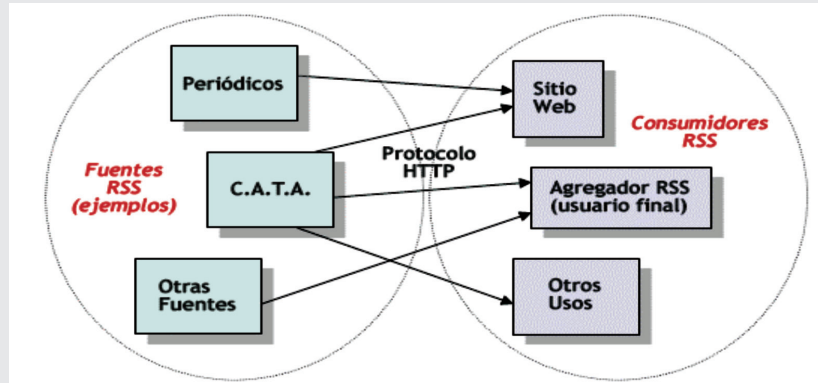 Periódicos
Sitio
Web
Consumidores
RSS
Protocolo
HTTP
Fuentes
RSS
(ejemplos)
C.A.T.A.
Agregador RSS
(usuario final)
Otras
Fuentes
Otros
Usos